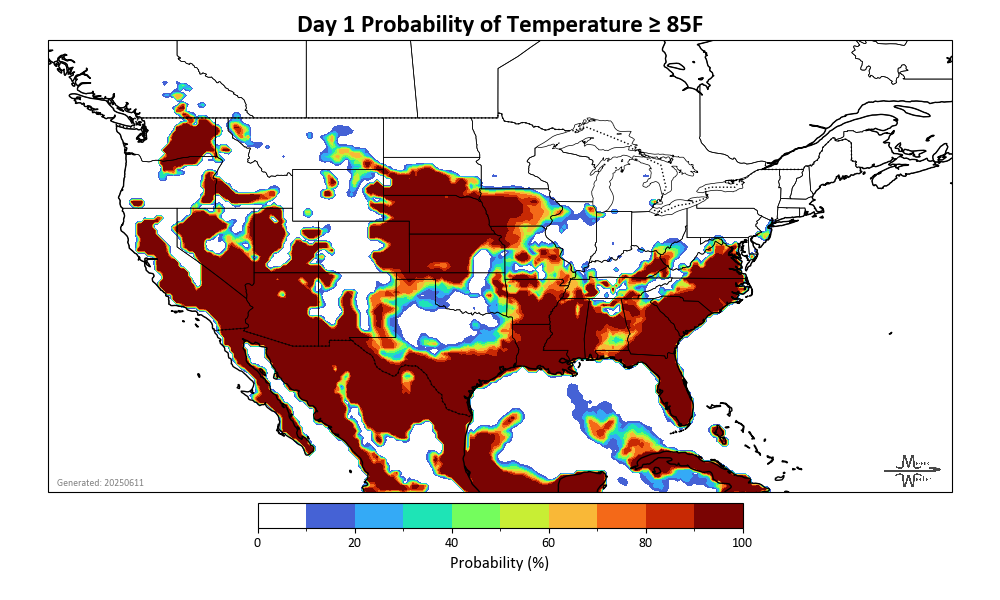 Day 1 Probability of Temperature ≥ 85F
Generated: 20250611
0 20 40 60 80 100
Probability (%)